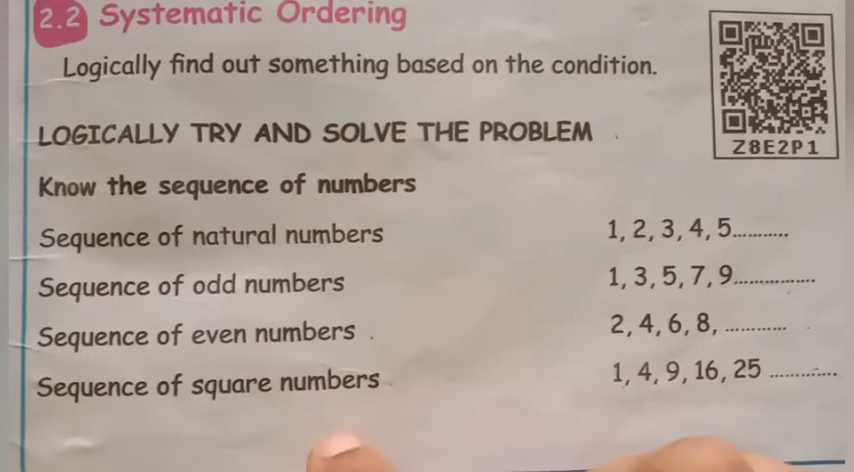 2.2 Systematic Ordering
Logically find out something based on the condition.
LOGICALLY TRY AND SOLVE THE PROBLEM
Z8E2P1
Know the sequence of numbers
Sequence of natural numbers 1, 2, 3, 4, 5...........
Sequence of odd numbers 1, 3, 5, 7, 9................
Sequence of even numbers 2, 4, 6, 8, ............
Sequence of square numbers 1, 4, 9, 16, 25 .............